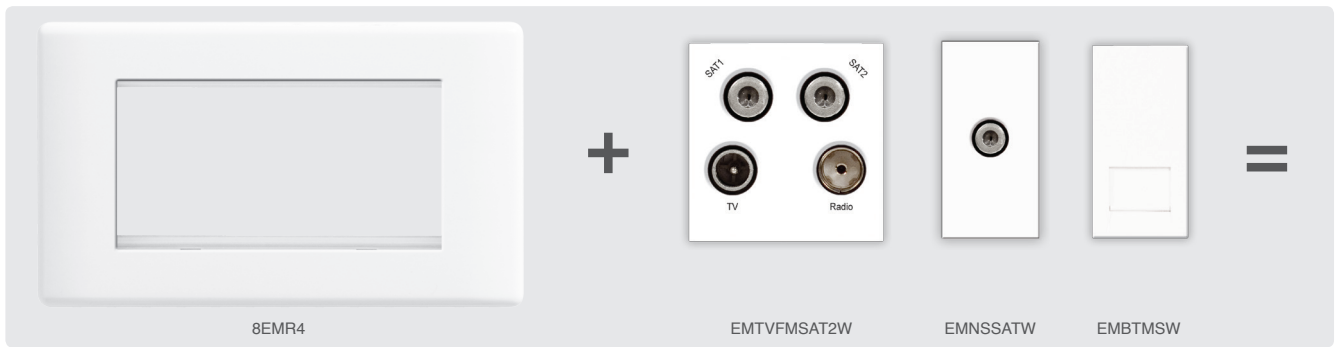 SAT1
SAT2
TV
Radio
+
=
8EMR4
EMTVFMSAT2W
EMNSSATW
EMBTMSW